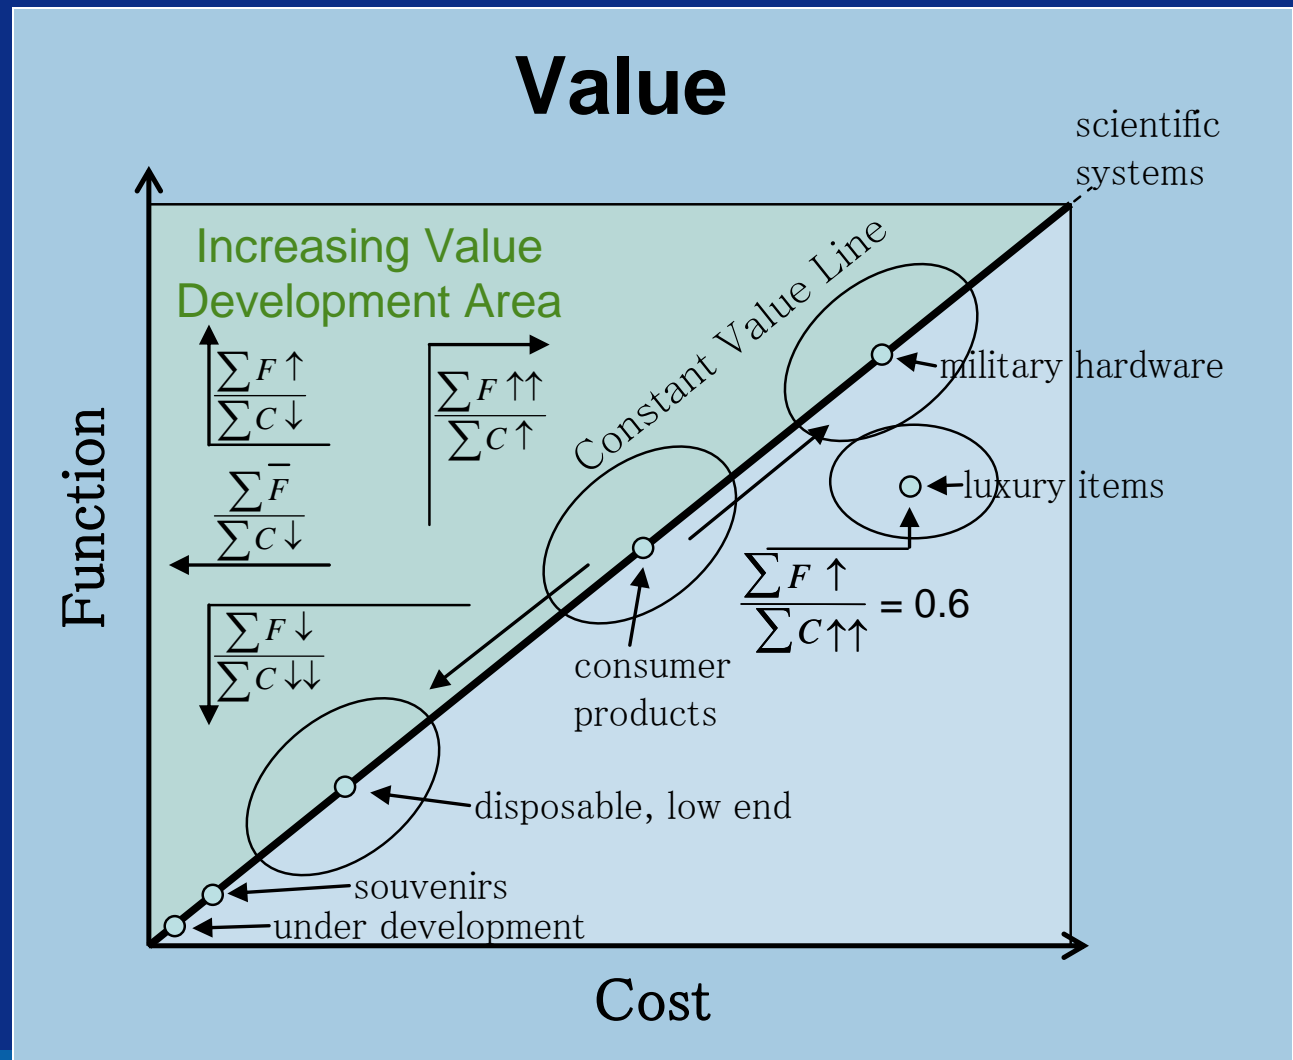 Value
scientific
systems
Increasing Value
Development Area
Constant Value Line
∑F ↑
∑C ↓
∑F ↑↑
∑C ↑
military hardware
luxury items
∑F̅
∑C ↓
Function
∑F ↑
∑C ↑↑
= 0.6
∑F ↓
∑C ↓↓
consumer
products
disposable, low end
souvenirs
under development
Cost